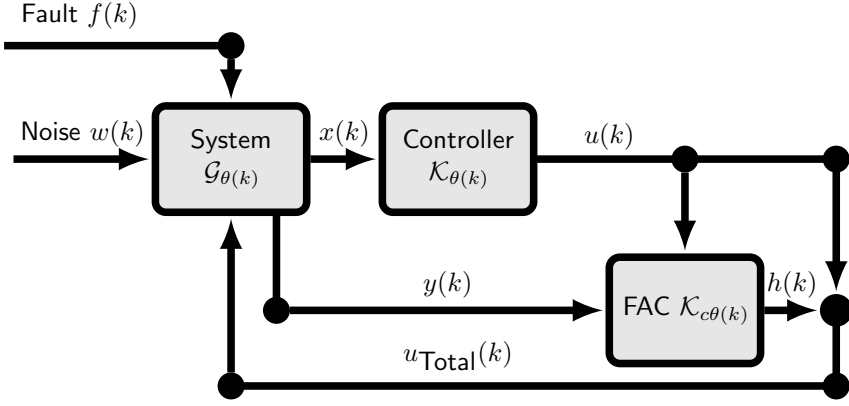 Fault f(k)
Noise w(k)
System
𝒢θ(k)
x(k)
Controller
𝒦θ(k)
u(k)
y(k)
FAC 𝒦cθ(k)
h(k)
uTotal(k)